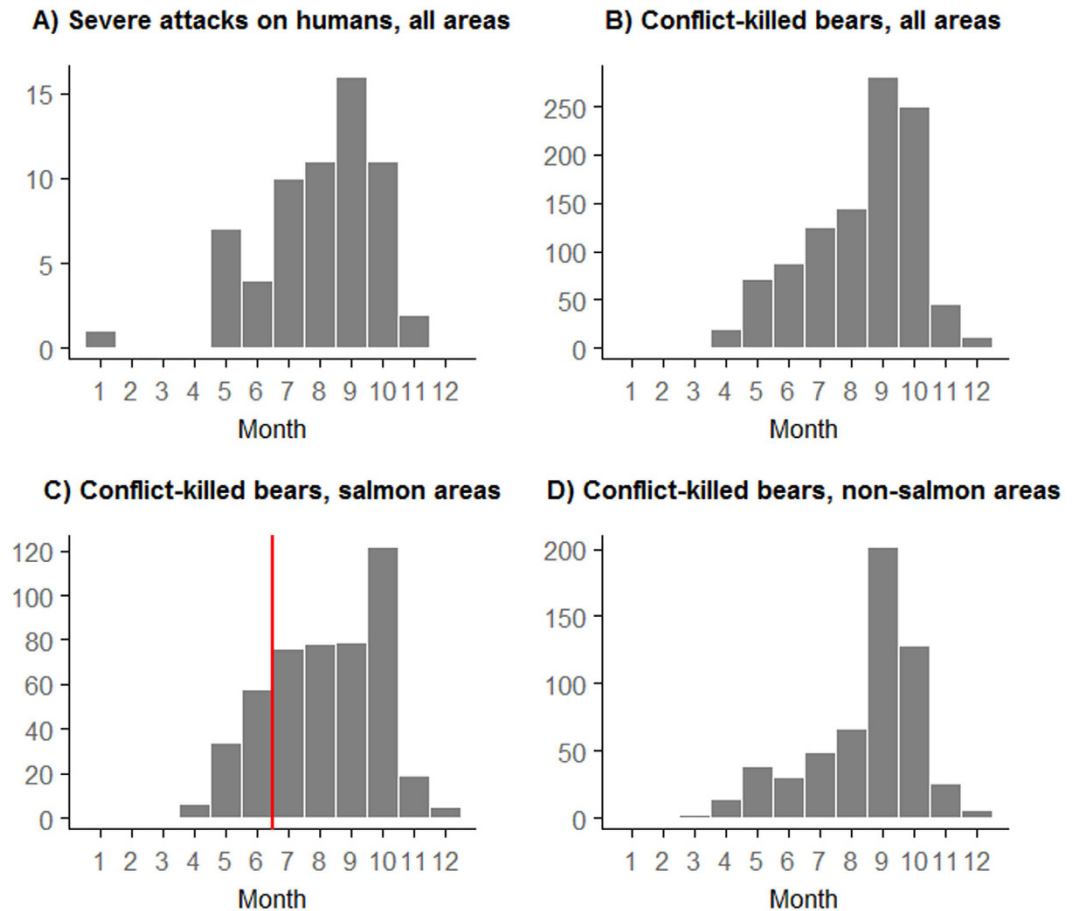 A) Severe attacks on humans, all areas
15
10
5
0
1 2 3 4 5 6 7 8 9 10 11 12
Month
B) Conflict-killed bears, all areas
250
200
150
100
50
0
1 2 3 4 5 6 7 8 9 10 11 12
Month
C) Conflict-killed bears, salmon areas
120
100
80
60
40
20
0
1 2 3 4 5 6 7 8 9 10 11 12
Month
D) Conflict-killed bears, non-salmon areas
200
150
100
50
0
1 2 3 4 5 6 7 8 9 10 11 12
Month